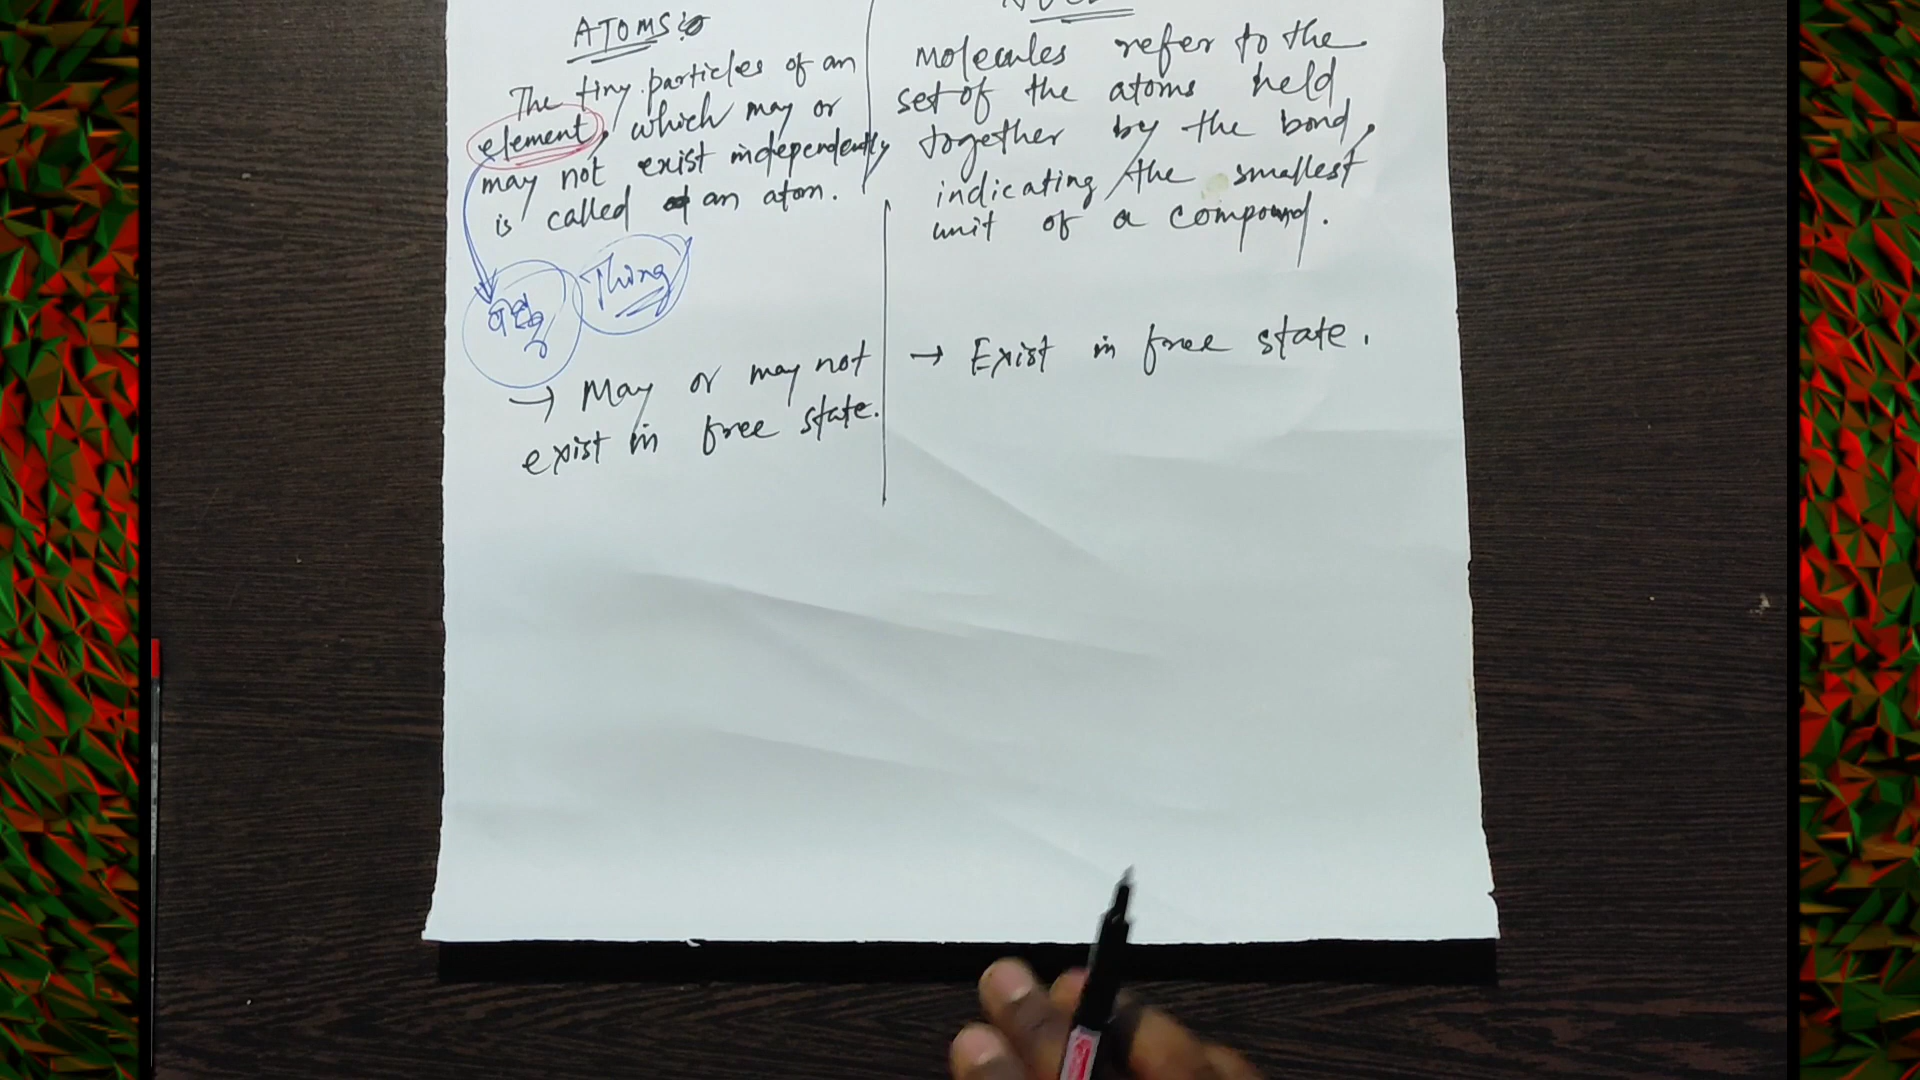 ATOMS:
The tiny particles of an
element, which may or
may not exist independently
is called an atom.
Thing
→ May or may not
exist in free state.
molecules refer to the
set of the atoms held
together by the bond,
indicating the smallest
unit of a compound.
→ Exist in free state.